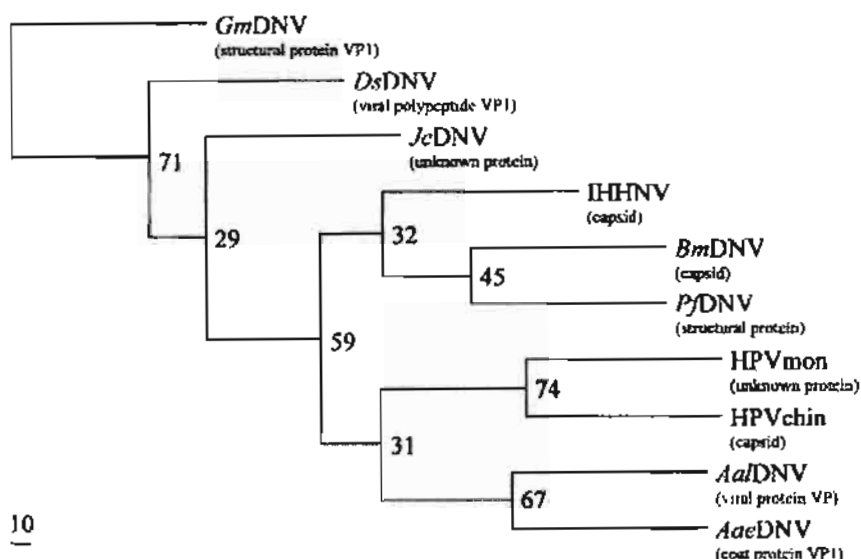 GmDNV
(structural protein VP1)
DsDNV
(viral polypeptide VP1)
71
JcDNV
(unknown protein)
29
IHHNV
(capsid)
32
BmDNV
(capsid)
45
PfDNV
(structural protein)
59
HPVmon
(unknown protein)
74
HPVchin
(capsid)
31
AalDNV
(viral protein VP)
67
AaeDNV
(coat protein VP1)
10